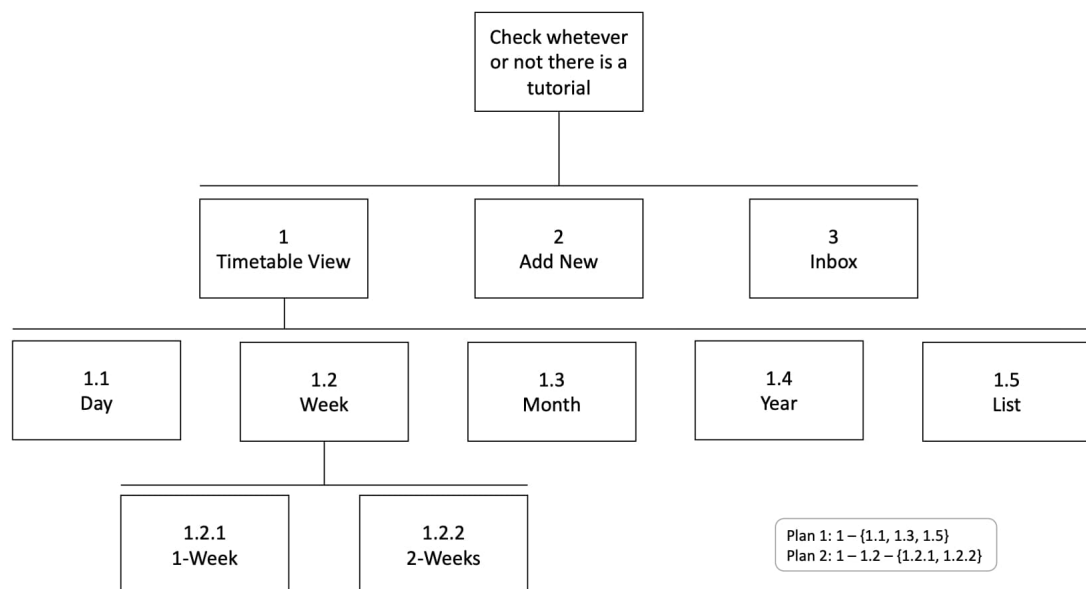 Check whetever
or not there is a
tutorial
1
Timetable View
2
Add New
3
Inbox
1.1
Day
1.2
Week
1.3
Month
1.4
Year
1.5
List
1.2.1
1-Week
1.2.2
2-Weeks
Plan 1: 1 – {1.1, 1.3, 1.5}
Plan 2: 1 – 1.2 – {1.2.1, 1.2.2}